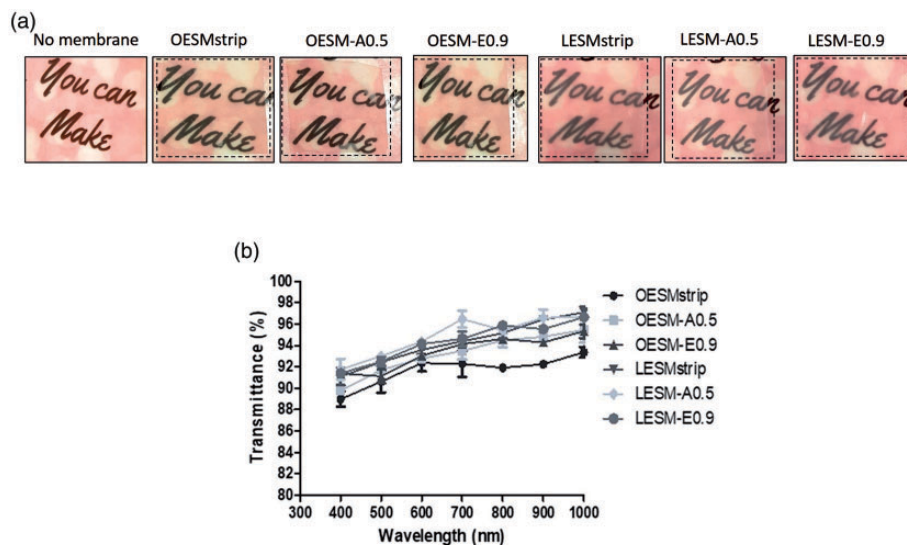 (a)
No membrane OESMstrip OESM-A0.5 OESM-E0.9 LESMstrip LESM-A0.5 LESM-E0.9
You can You can You can You can You can You can You can
Make Make Make Make Make Make Make
(b)
100
98
96
94
92
90
88
86
84
82
80
Transmittance (%)
300 400 500 600 700 800 900 1000
Wavelength (nm)
OESMstrip
OESM-A0.5
OESM-E0.9
LESMstrip
LESM-A0.5
LESM-E0.9